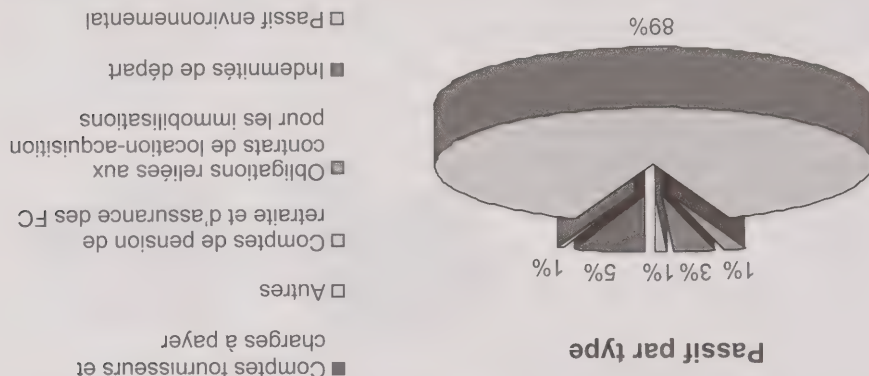 Passif par type
1%
3%
1%
5%
1%
89%
■ Comptes fournisseurs et
charges à payer
□ Autres
□ Comptes de pension de
retraite et d'assurance des FC
■ Obligations reliées aux
contrats de location-acquisition
pour les immobilisations
■ Indemnités de départ
□ Passif environnemental